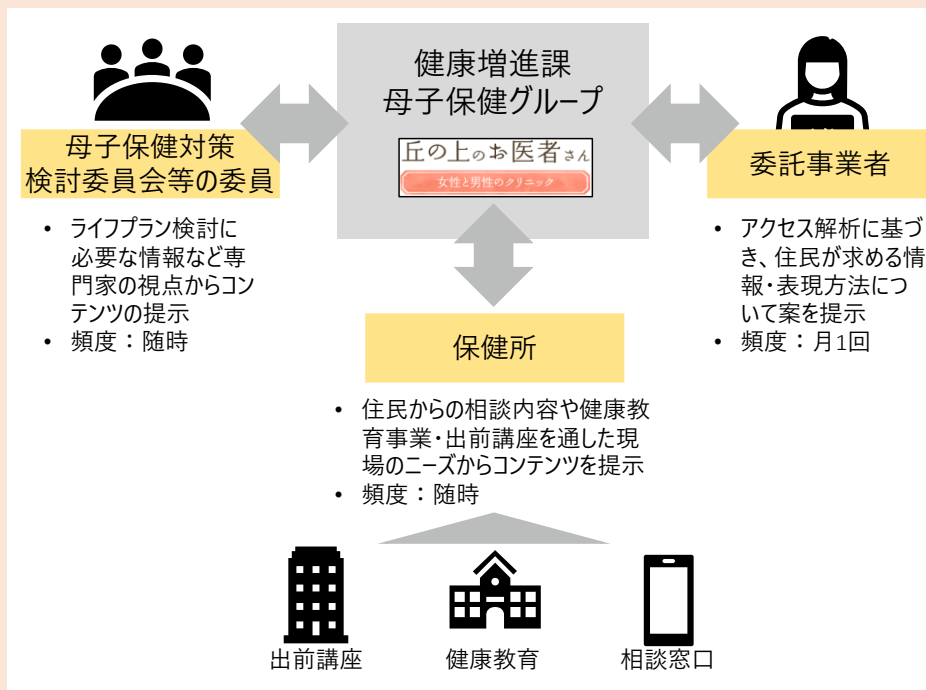 健康増進課
母子保健グループ
丘の上のお医者さん
女性と男性のクリニック
母子保健対策
検討委員会等の委員
• ライフプラン検討に
必要な情報など専
門家の視点からコン
テンツの提示
• 頻度：随時
委託事業者
• アクセス解析に基づ
き、住民が求める情
報・表現方法につ
いて案を提示
• 頻度：月1回
保健所
• 住民からの相談内容や健康教
育事業・出前講座を通した現
場のニーズからコンテンツを提示
• 頻度：随時
出前講座
健康教育
相談窓口